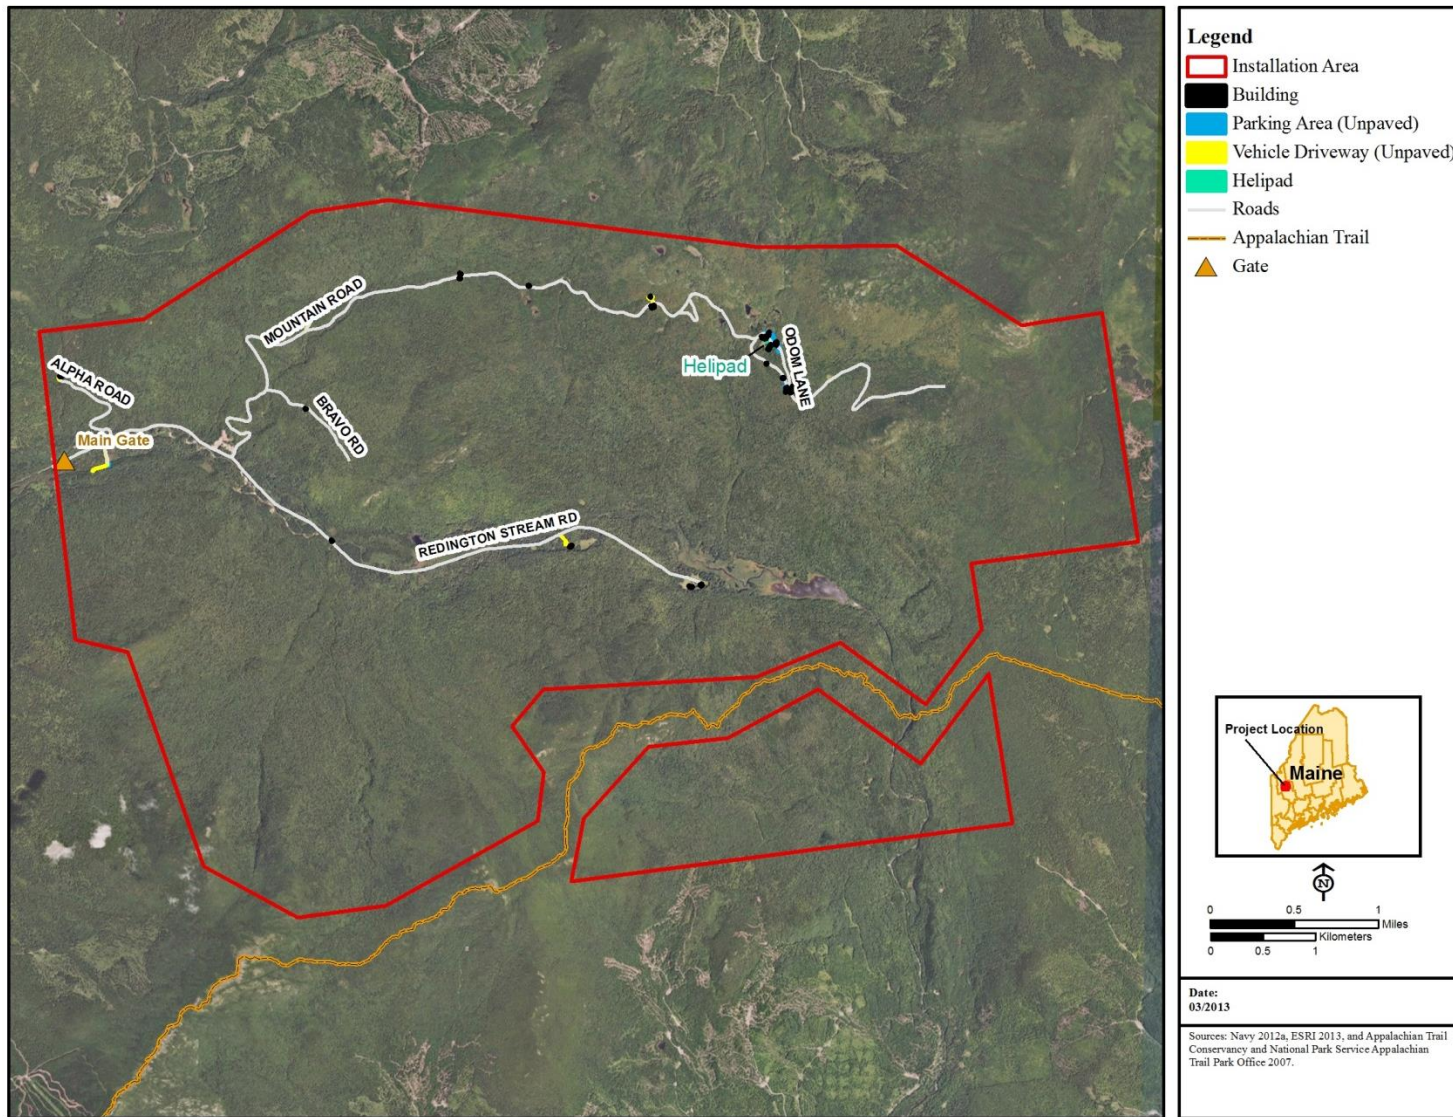 MOUNTAIN ROAD
ALPHA ROAD
BRAVO RD
Main Gate
Helipad
ODOM LANE
REDINGTON STREAM RD
Legend
Installation Area
Building
Parking Area (Unpaved)
Vehicle Driveway (Unpaved)
Helipad
Roads
Appalachian Trail
Gate
Project Location
Maine
N
0 0.5 1
Miles
Kilometers
0 0.5 1
Date:
03/2013
Sources: Navy 2012a, ESRI 2013, and Appalachian Trail
Conservancy and National Park Service Appalachian
Trail Park Office 2007.